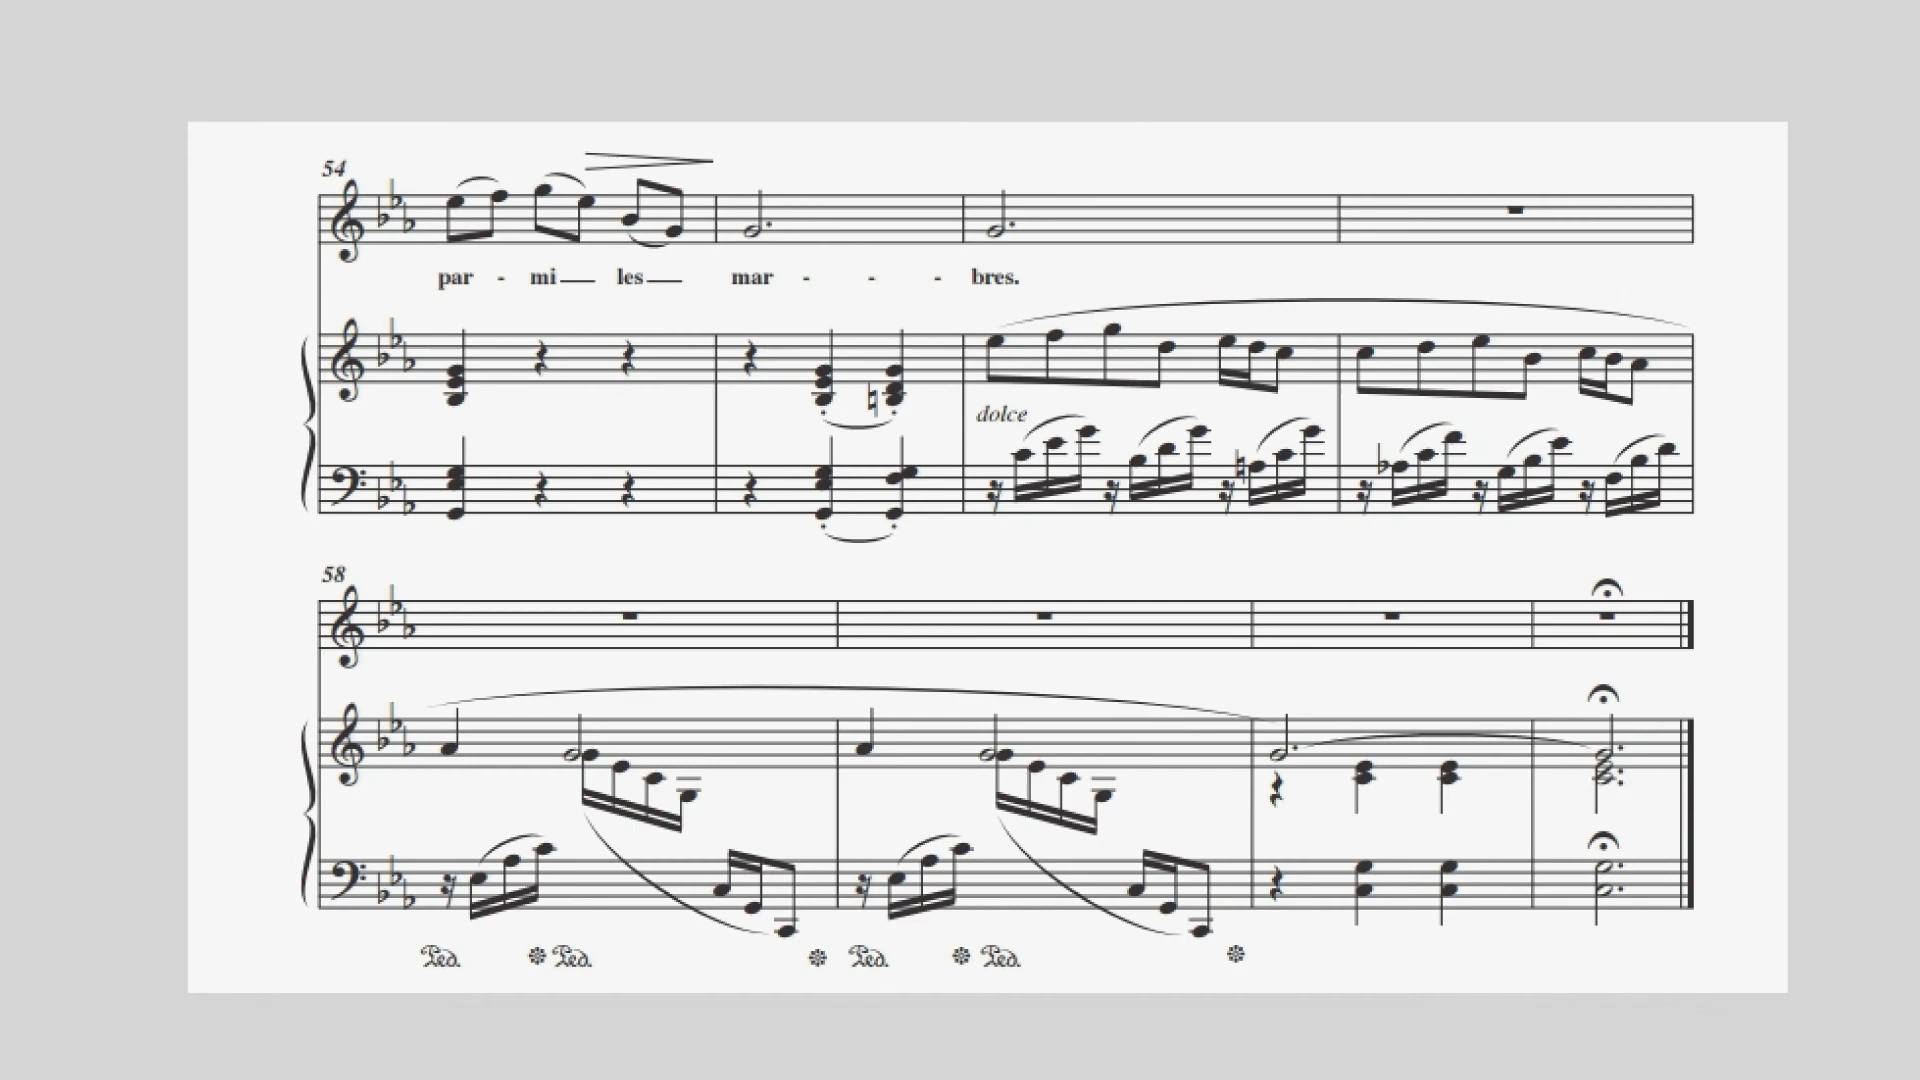 54
par - mi les mar - - - bres.
dolce
58
Ped. Ped. Ped. Ped.